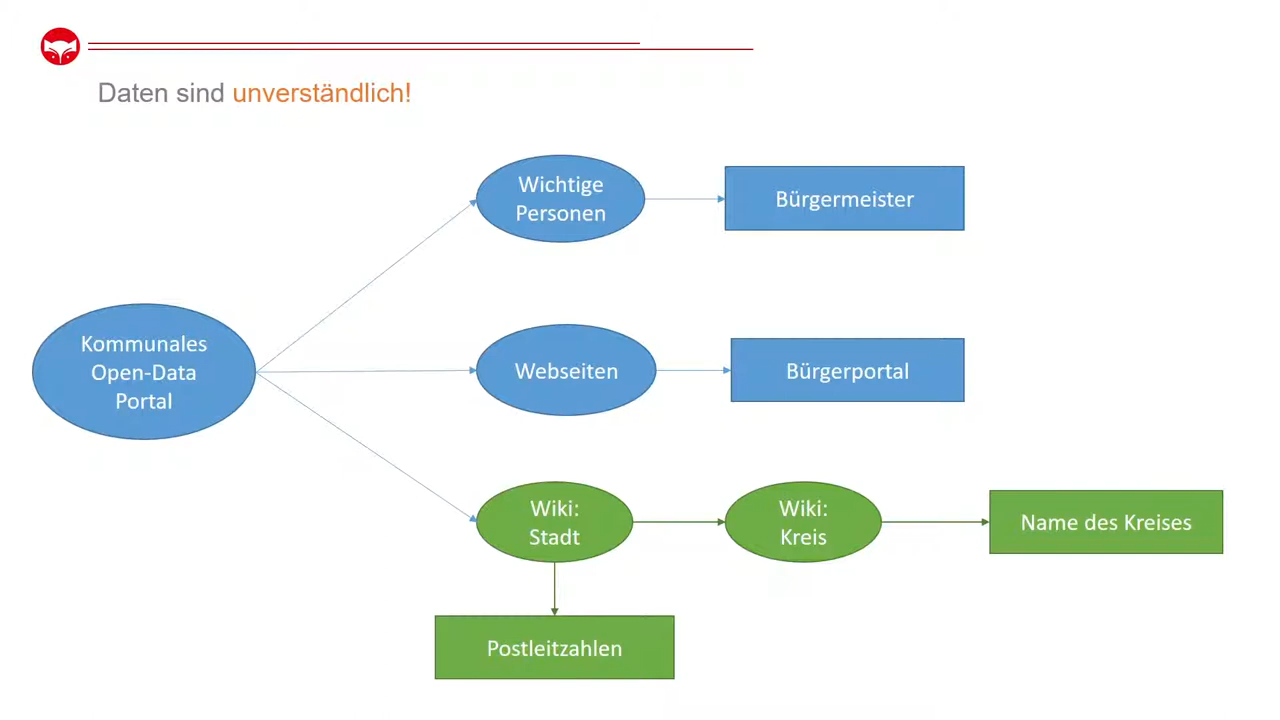 Daten sind unverständlich!
Wichtige
Personen
Bürgermeister
Kommunales
Open-Data
Portal
Webseiten
Bürgerportal
Wiki:
Stadt
Wiki:
Kreis
Name des Kreises
Postleitzahlen